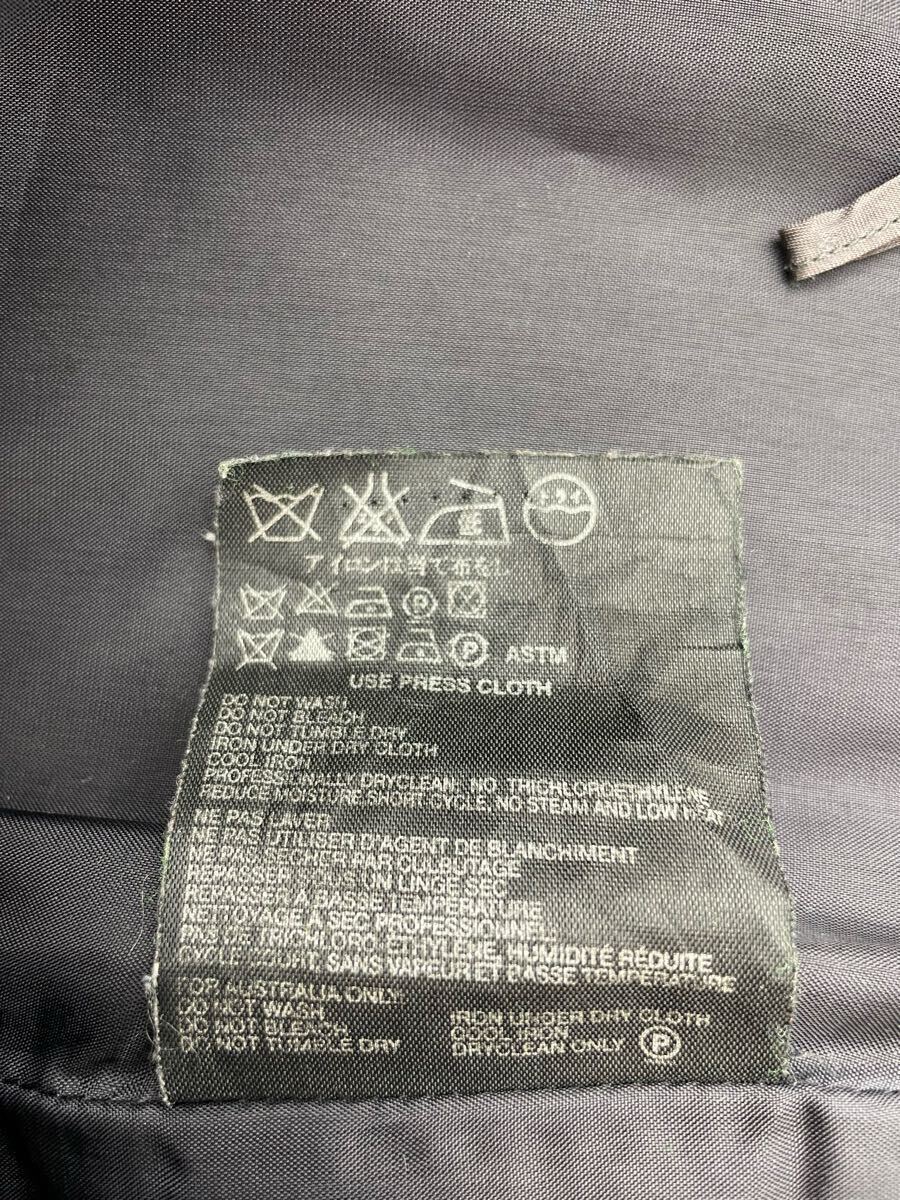 アイロンは当て布をし
P
P ASTM
USE PRESS CLOTH
DO NOT WASH
DO NOT BLEACH
DO NOT TUMBLE DRY
IRON UNDER DRY CLOTH
COOL IRON
PROFESSIONALLY DRYCLEAN: NO TRICHLOROETHYLENE
REDUCE MOISTURE SHORT CYCLE, NO STEAM AND LOW HEAT
NE PAS LAVER
NE PAS UTILISER D'AGENT DE BLANCHIMENT
NE PAS SECHER PAR CULBUTAGE
REPASSER UN LINGE SEC
REPASSER A BASSE TEMPÉRATURE
NETTOYAGE À SEC PROFESSIONNEL:
PAS DE TRICHLORO, ETHYLÈNE, HUMIDITÉ RÉDUITE
CYCLE COURT SANS VAPEUR ET BASSE TEMPÉRATURE
FOR AUSTRALIA ONLY:
DO NOT WASH
DO NOT BLEACH
DO NOT TUMBLE DRY
IRON UNDER DRY CLOTH
COOL IRON
DRYCLEAN ONLY P